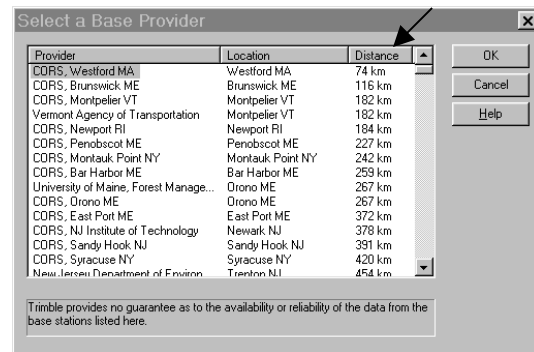 Select a Base Provider
Provider Location Distance
CORS, Westford MA Westford MA 74 km
CORS, Brunswick ME Brunswick ME 116 km
CORS, Montpelier VT Montpelier VT 182 km
Vermont Agency of Transportation Montpelier VT 182 km
CORS, Newport RI Newport RI 184 km
CORS, Penobscot ME Penobscot ME 227 km
CORS, Montauk Point NY Montauk Point NY 242 km
CORS, Bar Harbor ME Bar Harbor ME 259 km
University of Maine, Forest Manage... Orono ME 267 km
CORS, Orono ME Orono ME 267 km
CORS, East Port ME East Port ME 372 km
CORS, NJ Institute of Technology Newark NJ 378 km
CORS, Sandy Hook NJ Sandy Hook NJ 391 km
CORS, Syracuse NY Syracuse NY 420 km
New Jersey Department of Environ Trenton NJ 454 km
OK
Cancel
Help
Trimble provides no guarantee as to the availability or reliability of the data from the
base stations listed here.